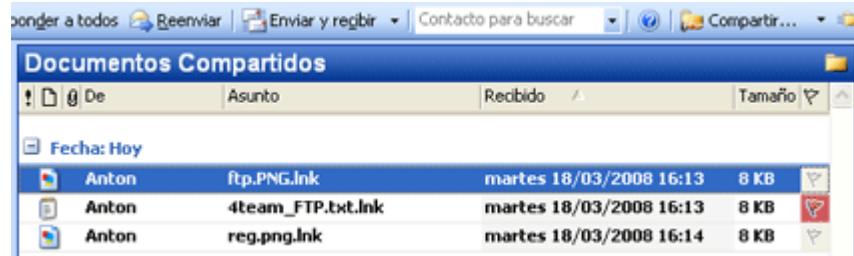 ponder a todos Reenviar Enviar y recibir Contacto para buscar Compartir...
Documentos Compartidos
De Asunto Recibido Tamaño
Fecha: Hoy
Anton ftp.PNG.lnk martes 18/03/2008 16:13 8 KB
Anton 4team_FTP.txt.lnk martes 18/03/2008 16:13 8 KB
Anton reg.png.lnk martes 18/03/2008 16:14 8 KB